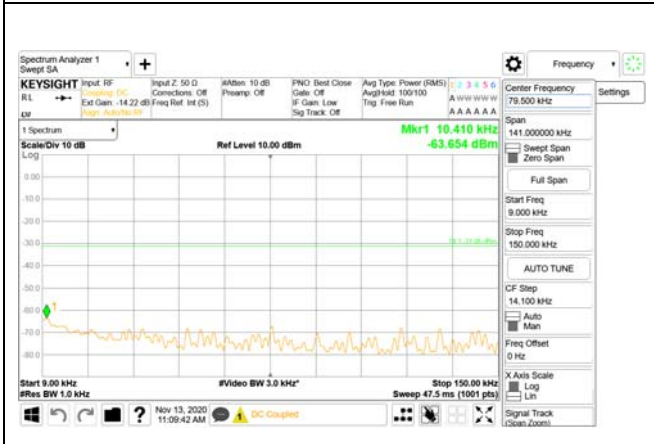 Spectrum Analyzer 1
Swept SA
+
Frequency
KEYSIGHT
RL
Input: RF
Coupling: DC
Ext Gain: -14.22 dB
Align: Auto/No RF
Input Z: 50 Ω
Corrections: Off
Freq Ref: Int (S)
#Atten: 10 dB
Preamp: Off
PNO: Best Close
Gate: Off
IF Gain: Low
Sig Track: Off
Avg Type: Power (RMS)
Avg|Hold: 100/100
Trig: Free Run
1 2 3 4 5 6
A W W W W W
A A A A A A
1 Spectrum
Scale/Div 10 dB
Log
Ref Level 10.00 dBm
Mkr1 10.410 kHz
-63.654 dBm
0.00
-10.0
-20.0
-30.0
-40.0
-50.0
-60.0
-70.0
-80.0
1
Start 9.00 kHz
#Res BW 1.0 kHz
#Video BW 3.0 kHz*
Stop 150.00 kHz
Sweep 47.5 ms (1001 pts)
Nov 13, 2020
11:09:42 AM
DC Coupled
Center Frequency
79.500 kHz
Settings
Span
141.000000 kHz
Swept Span
Zero Span
Full Span
Start Freq
9.000 kHz
Stop Freq
150.000 kHz
AUTO TUNE
CF Step
14.100 kHz
Auto
Man
Freq Offset
0 Hz
X Axis Scale
Log
Lin
Signal Track
(Span Zoom)